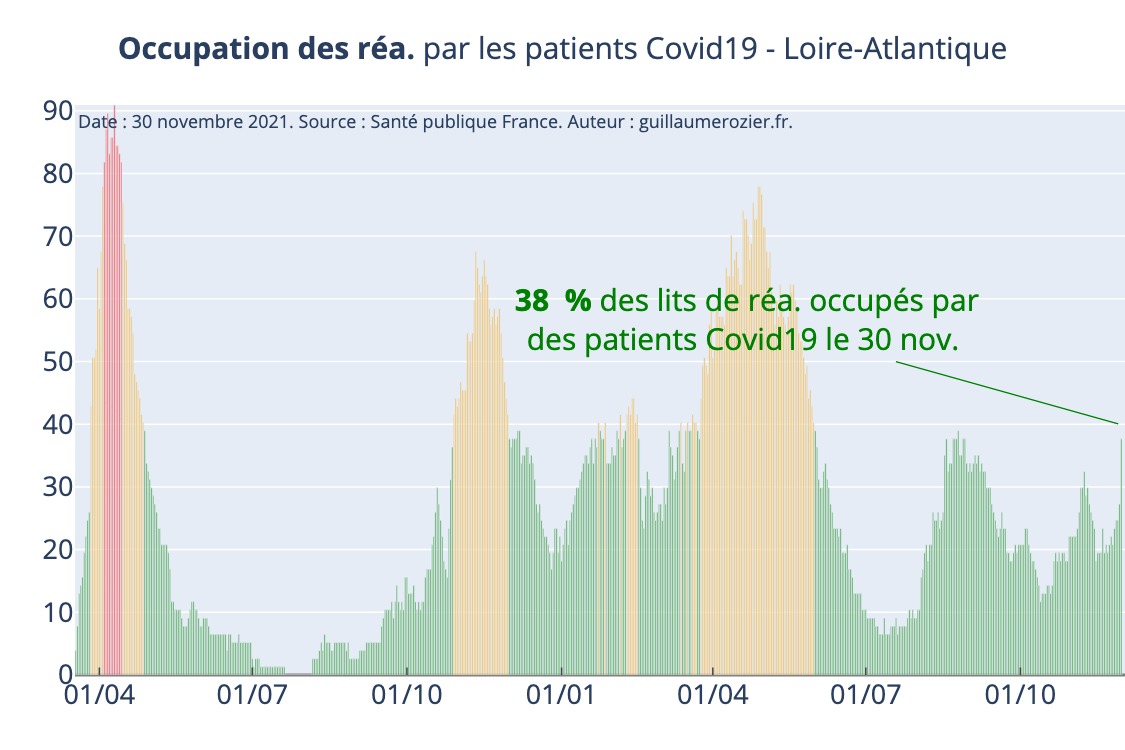 Occupation des réa. par les patients Covid19 - Loire-Atlantique
90
Date : 30 novembre 2021. Source : Santé publique France. Auteur : guillaumerozier.fr.
80
70
60
38  % des lits de réa. occupés par
des patients Covid19 le 30 nov.
50
40
30
20
10
0
01/04 01/07 01/10 01/01 01/04 01/07 01/10